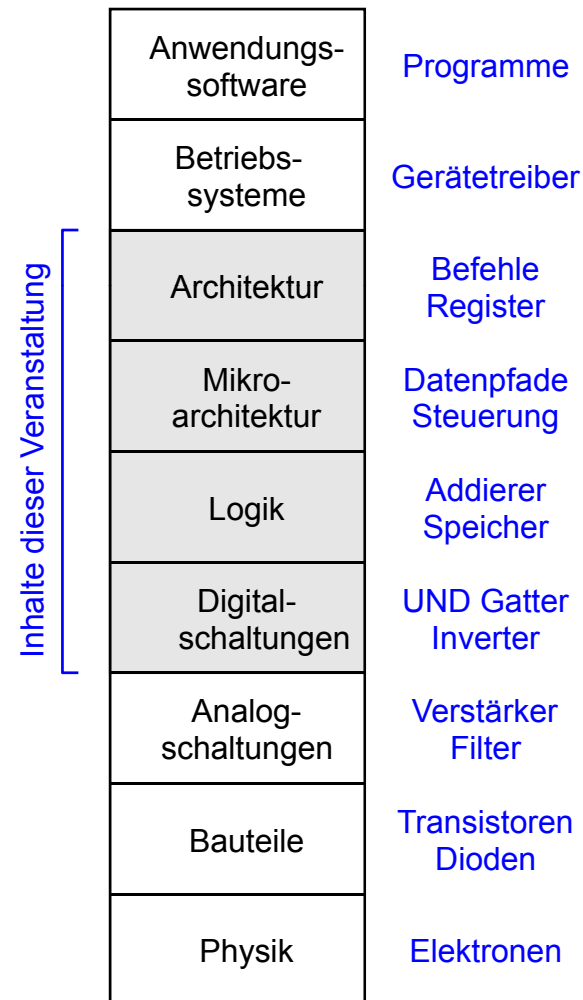 Anwendungs-
software
Programme
Betriebs-
systeme
Gerätetreiber
Inhalte dieser Veranstaltung
Architektur
Befehle
Register
Mikro-
architektur
Datenpfade
Steuerung
Logik
Addierer
Speicher
Digital-
schaltungen
UND Gatter
Inverter
Analog-
schaltungen
Verstärker
Filter
Bauteile
Transistoren
Dioden
Physik
Elektronen